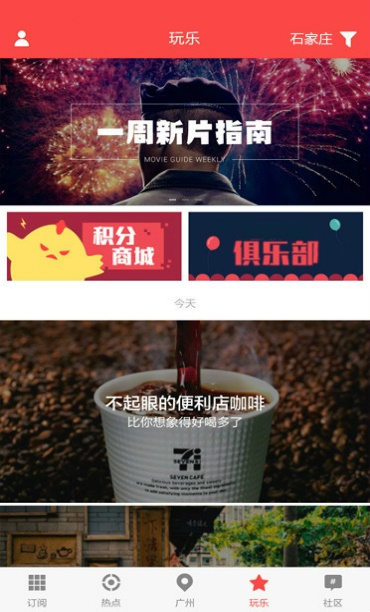 玩乐
石家庄
一周新片指南
MOVIE GUIDE WEEKLY
积分
商城
俱乐部
今天
不起眼的便利店咖啡
比你想象得好喝多了
SEVEN CAFÉ
订阅
热点
广州
玩乐
社区